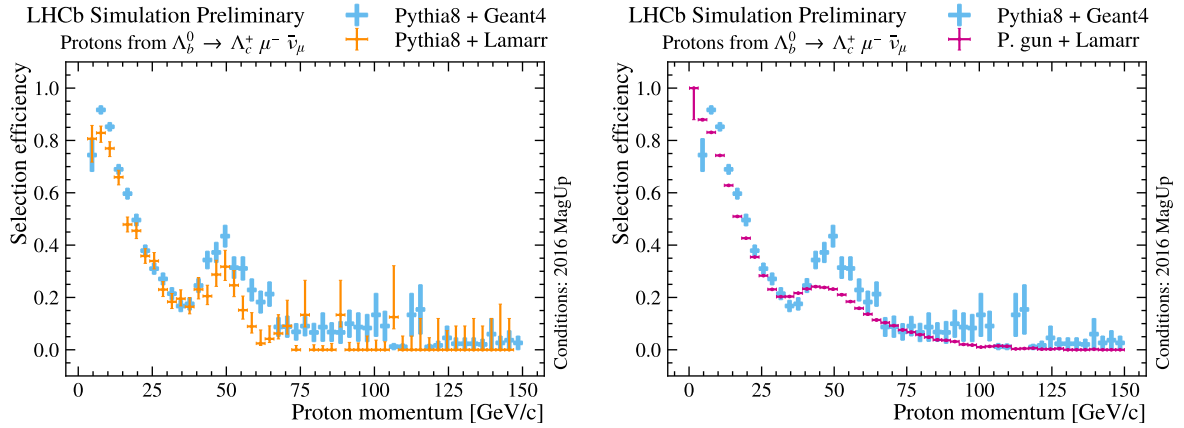 LHCb Simulation Preliminary
Protons from Λ_b^0 → Λ_c^+ μ^- ν̄_μ
Pythia8 + Geant4
Pythia8 + Lamarr
Selection efficiency
1.0
0.8
0.6
0.4
0.2
0.0
0 25 50 75 100 125 150
Proton momentum [GeV/c]
Conditions: 2016 MagUp
LHCb Simulation Preliminary
Protons from Λ_b^0 → Λ_c^+ μ^- ν̄_μ
Pythia8 + Geant4
P. gun + Lamarr
Selection efficiency
1.0
0.8
0.6
0.4
0.2
0.0
0 25 50 75 100 125 150
Proton momentum [GeV/c]
Conditions: 2016 MagUp